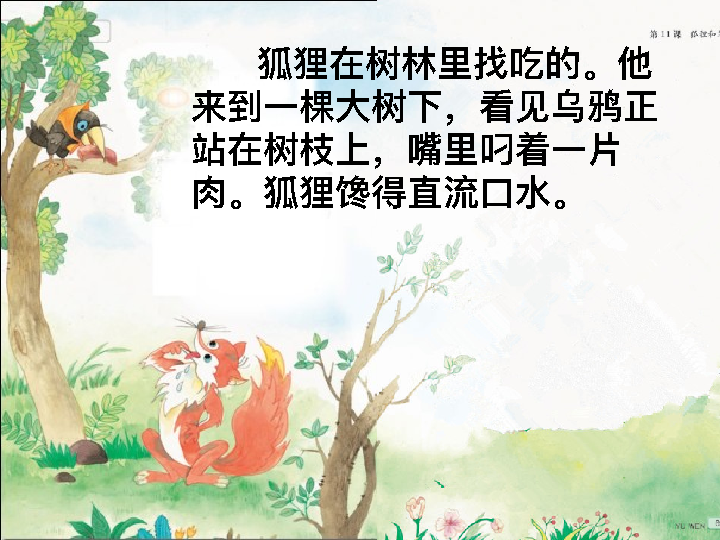 第11课 狐狸和
狐狸在树林里找吃的。他
来到一棵大树下，看见乌鸦正
站在树枝上，嘴里叼着一片
肉。狐狸馋得直流口水。
YU WEN